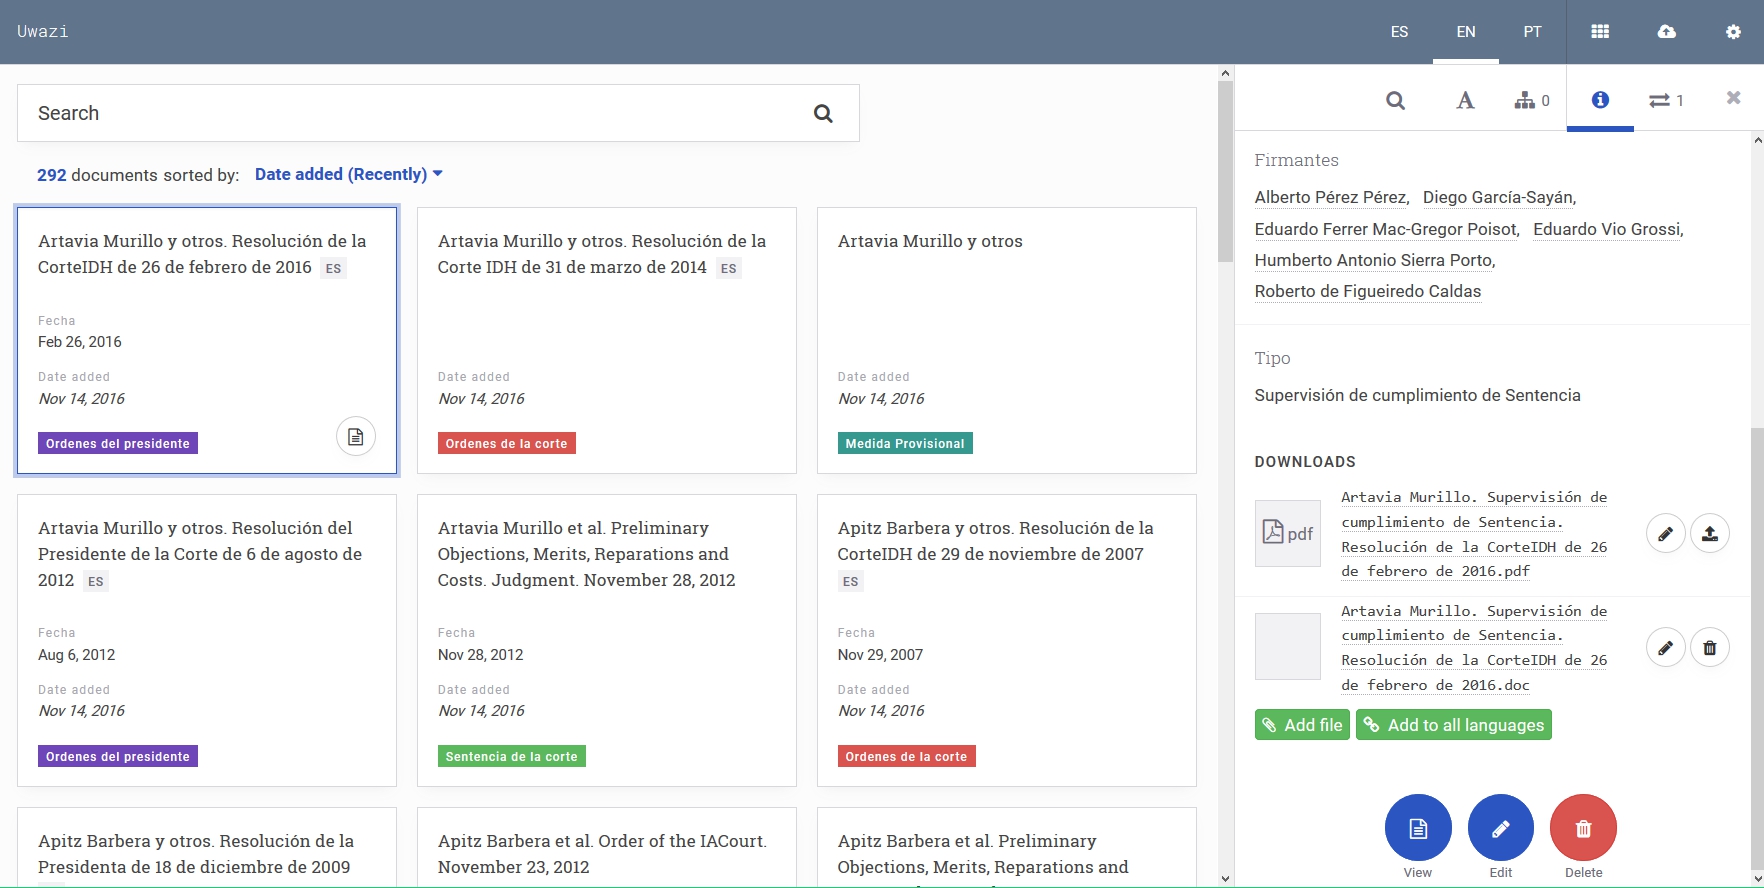 Uwazi
ES EN PT
Search
292 documents sorted by: Date added (Recently)
Artavia Murillo y otros. Resolución de la
CorteIDH de 26 de febrero de 2016 ES
Fecha
Feb 26, 2016
Date added
Nov 14, 2016
Ordenes del presidente
Artavia Murillo y otros. Resolución de la
Corte IDH de 31 de marzo de 2014 ES
Date added
Nov 14, 2016
Ordenes de la corte
Artavia Murillo y otros
Date added
Nov 14, 2016
Medida Provisional
Artavia Murillo y otros. Resolución del
Presidente de la Corte de 6 de agosto de
2012 ES
Fecha
Aug 6, 2012
Date added
Nov 14, 2016
Ordenes del presidente
Artavia Murillo et al. Preliminary
Objections, Merits, Reparations and
Costs. Judgment. November 28, 2012
Fecha
Nov 28, 2012
Date added
Nov 14, 2016
Sentencia de la corte
Apitz Barbera y otros. Resolución de la
CorteIDH de 29 de noviembre de 2007
ES
Fecha
Nov 29, 2007
Date added
Nov 14, 2016
Ordenes de la corte
Apitz Barbera y otros. Resolución de la
Presidenta de 18 de diciembre de 2009
Apitz Barbera et al. Order of the IACourt.
November 23, 2012
Apitz Barbera et al. Preliminary
Objections, Merits, Reparations and
A 0 1
Firmantes
Alberto Pérez Pérez, Diego García-Sayán,
Eduardo Ferrer Mac-Gregor Poisot, Eduardo Vio Grossi,
Humberto Antonio Sierra Porto,
Roberto de Figueiredo Caldas
Tipo
Supervisión de cumplimiento de Sentencia
DOWNLOADS
pdf
Artavia Murillo. Supervisión de
cumplimiento de Sentencia.
Resolución de la CorteIDH de 26
de febrero de 2016.pdf
Artavia Murillo. Supervisión de
cumplimiento de Sentencia.
Resolución de la CorteIDH de 26
de febrero de 2016.doc
Add file Add to all languages
View Edit Delete